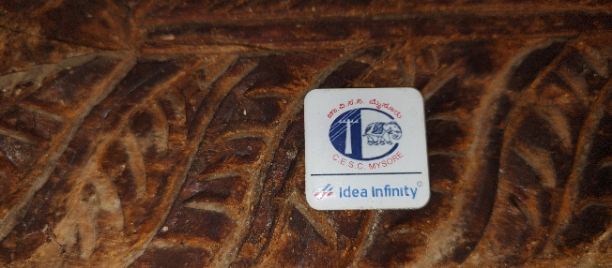 ಚಾ.ವಿ.ಸ.ನಿ. ಮೈಸೂರು
C.E.S.C. MYSORE
idea infinity